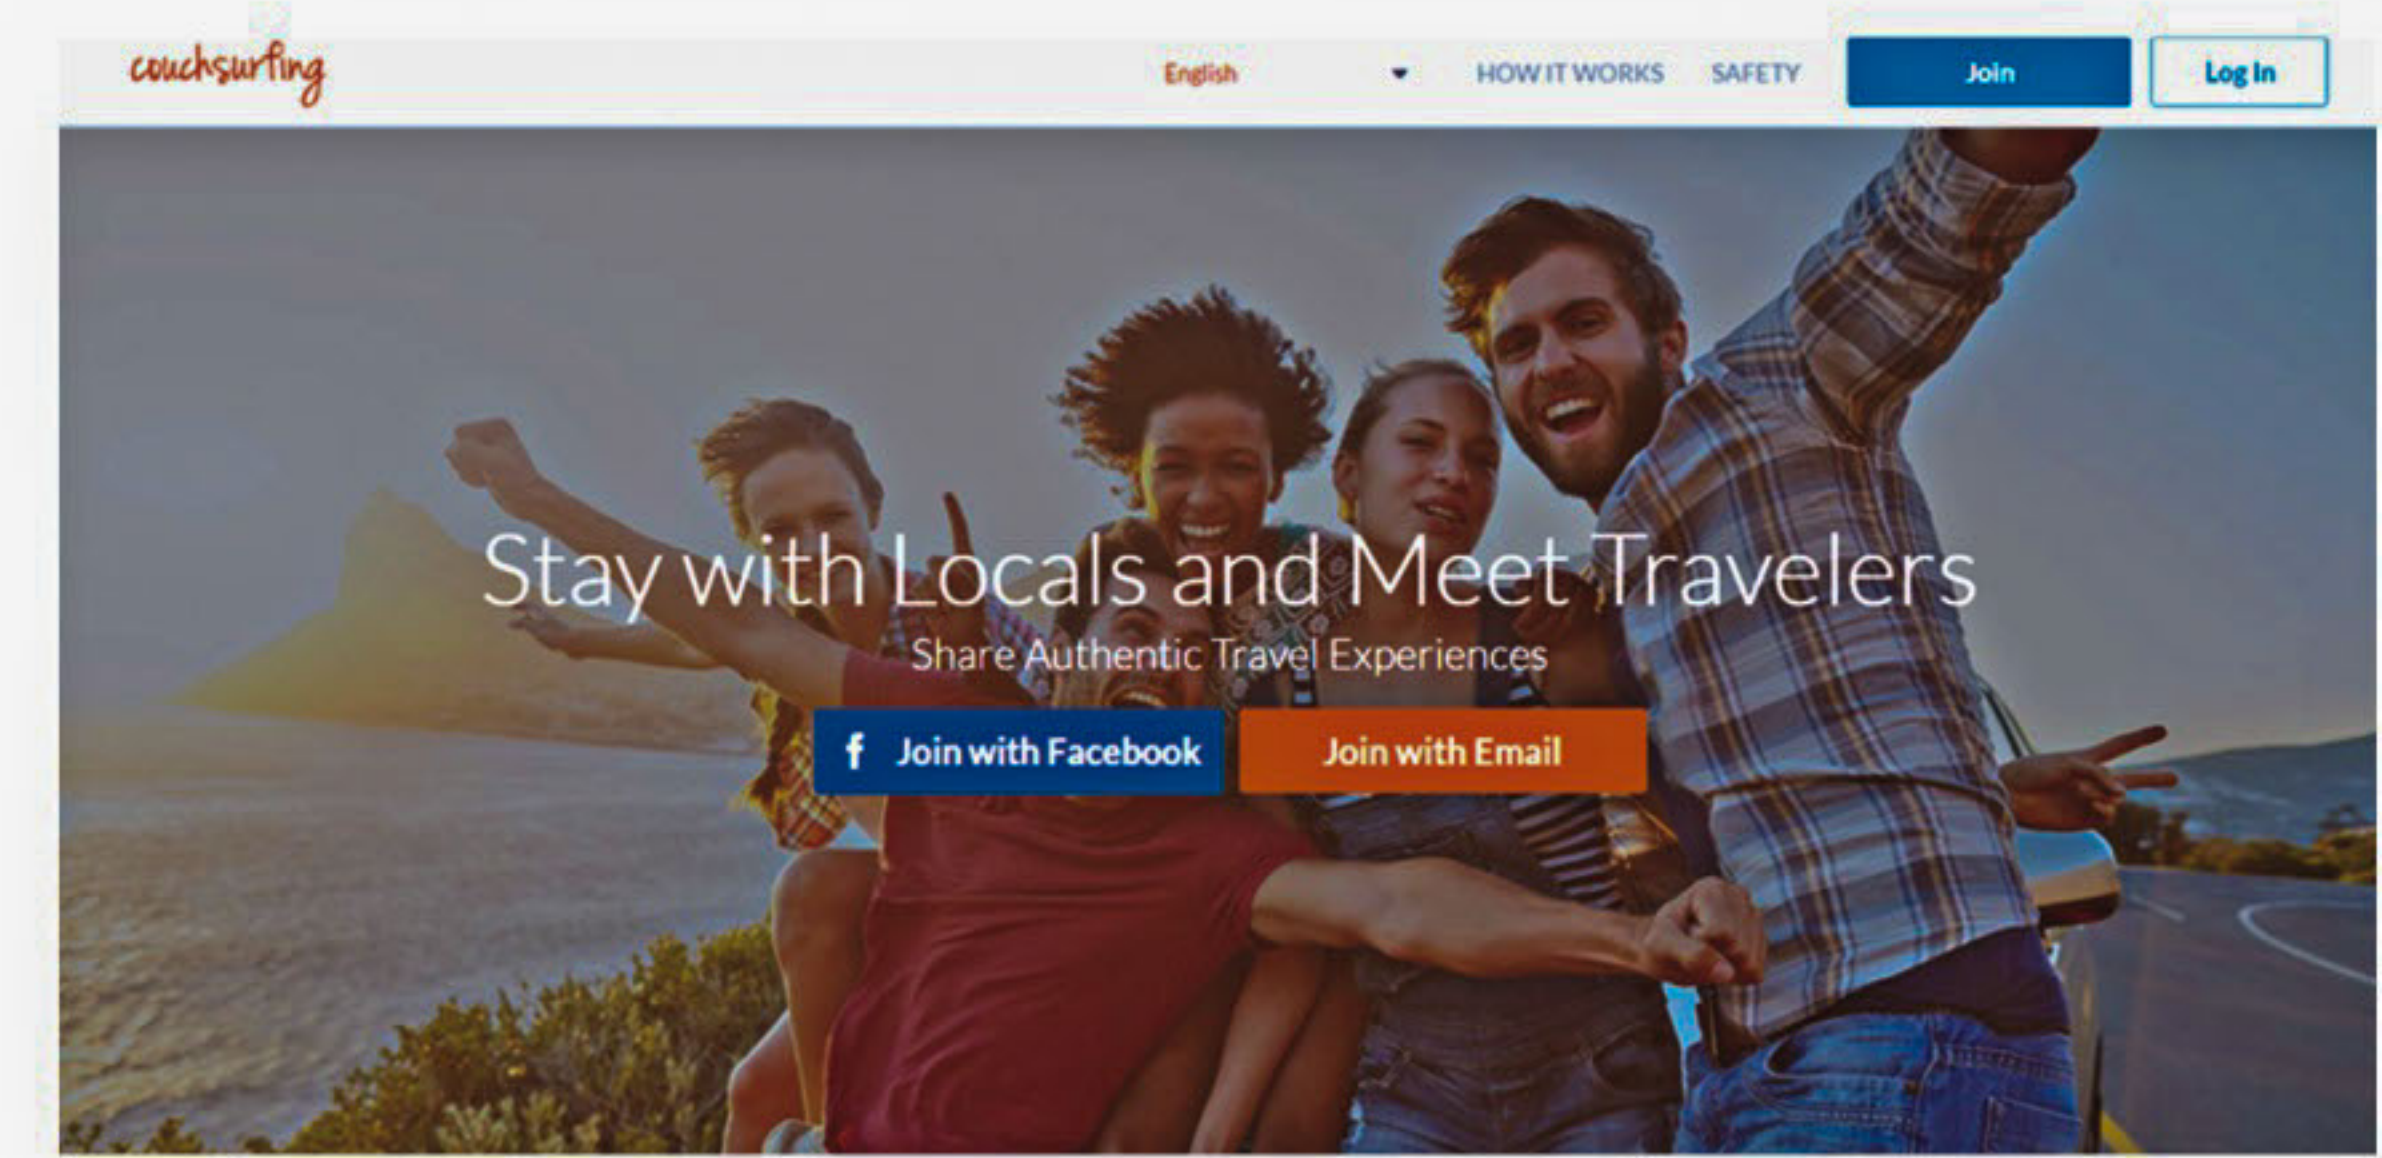 couchsurfing
English
HOW IT WORKS
SAFETY
Join
Log In
Stay with Locals and Meet Travelers
Share Authentic Travel Experiences
f Join with Facebook
Join with Email